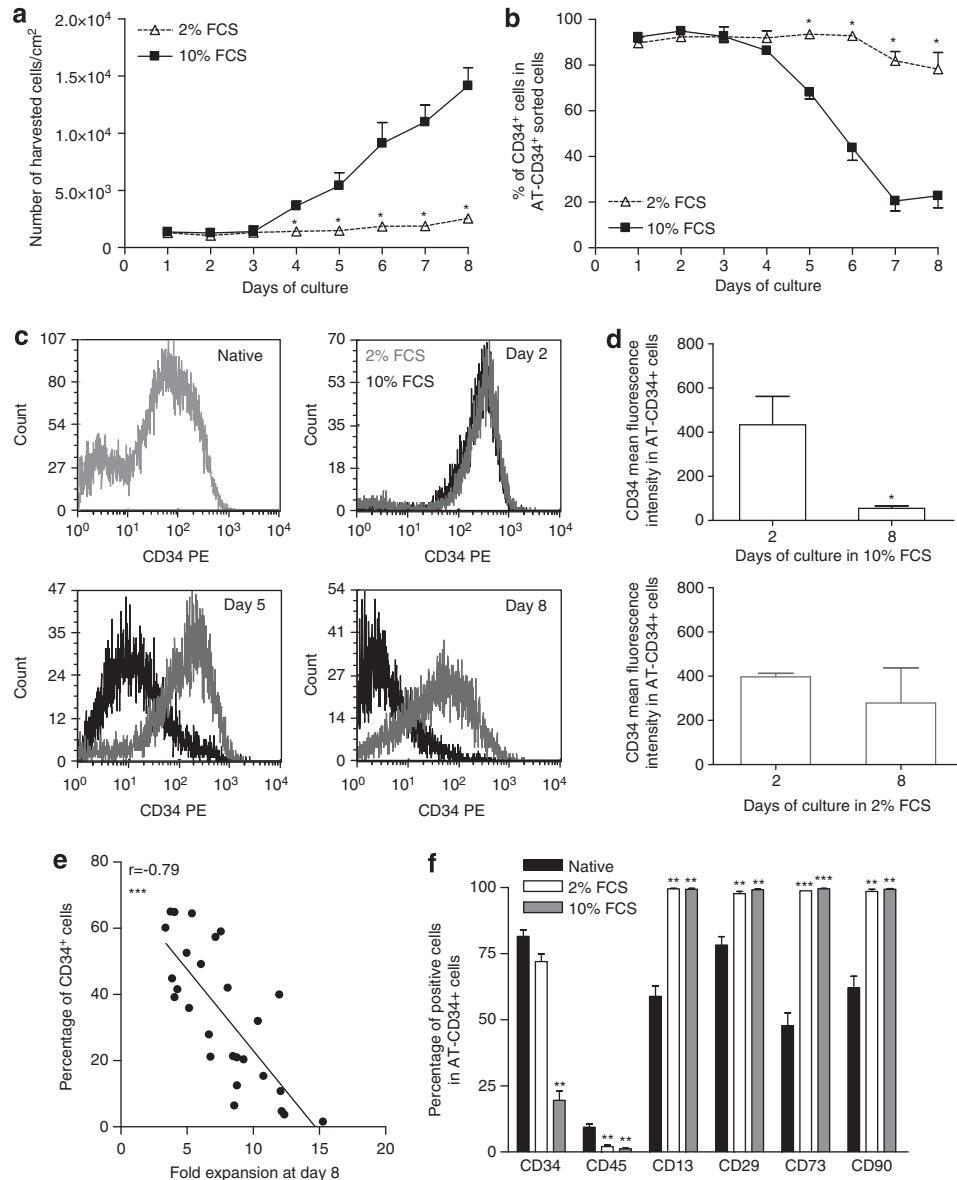 a
Number of harvested cells/cm²
2.0×10⁴
1.5×10⁴
1.0×10⁴
5.0×10³
0
2% FCS
10% FCS
* * * * *
0 1 2 3 4 5 6 7 8
Days of culture
b
% of CD34⁺ cells in
AT-CD34⁺ sorted cells
100
80
60
40
20
0
* * * *
2% FCS
10% FCS
0 1 2 3 4 5 6 7 8
Days of culture
c
Native
Count
107
80
54
27
0
10⁰ 10¹ 10² 10³ 10⁴
CD34 PE
2% FCS
10% FCS
Day 2
Count
70
53
35
18
0
10⁰ 10¹ 10² 10³ 10⁴
CD34 PE
Day 5
Count
47
35
24
12
0
10⁰ 10¹ 10² 10³ 10⁴
CD34 PE
Day 8
Count
54
41
27
14
0
10⁰ 10¹ 10² 10³ 10⁴
CD34 PE
d
CD34 mean fluorescence
intensity in AT-CD34+ cells
800
600
400
200
0
*
2 8
Days of culture in 10% FCS
CD34 mean fluorescence
intensity in AT-CD34+ cells
800
600
400
200
0
2 8
Days of culture in 2% FCS
e
r=-0.79
***
Percentage of CD34⁺ cells
80
60
40
20
0
0 5 10 15 20
Fold expansion at day 8
f
Native
2% FCS
10% FCS
Percentage of positive cells
in AT-CD34+ cells
100
75
50
25
0
** ** ** ** ** ** ** *** *** ** **
CD34 CD45 CD13 CD29 CD73 CD90